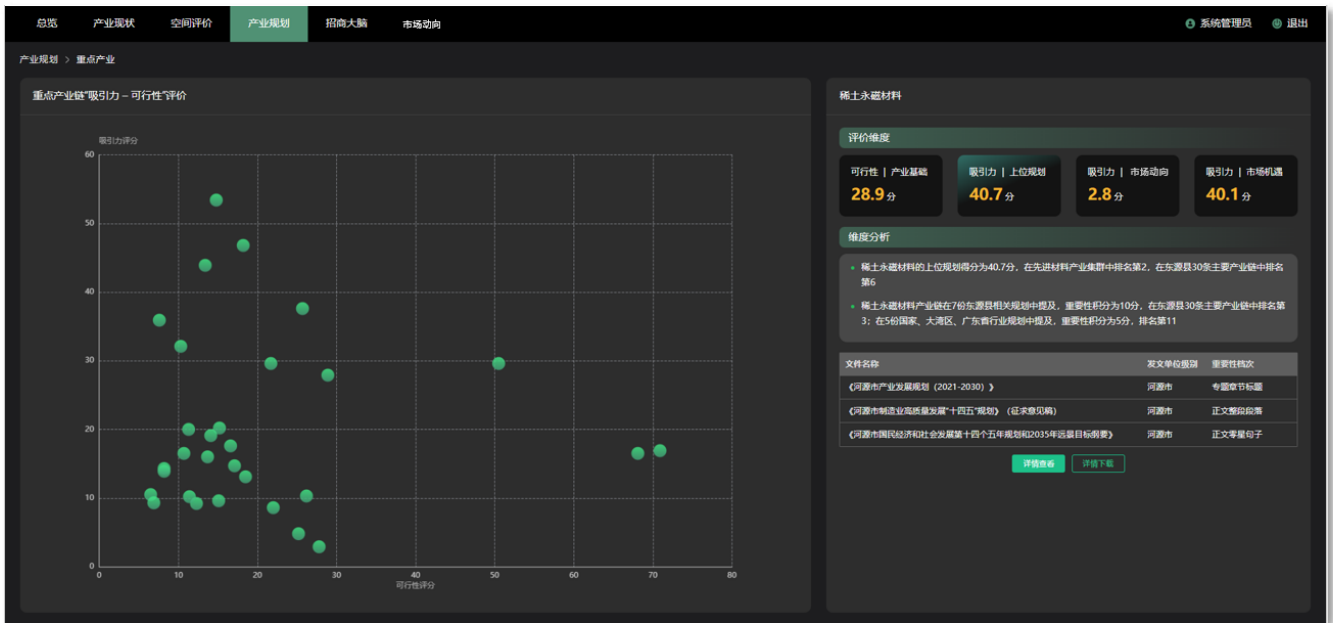 总览 产业现状 空间评价 产业规划 招商大脑 市场动向 系统管理员 退出
产业规划 > 重点产业
重点产业链"吸引力 – 可行性"评价
吸引力评分
60
50
40
30
20
10
0
0 10 20 30 40 50 60 70 80
可行性评分
稀土永磁材料
评价维度
可行性 | 产业基础 吸引力 | 上位规划 吸引力 | 市场动向 吸引力 | 市场机遇
28.9 分 40.7 分 2.8 分 40.1 分
维度分析
稀土永磁材料的上位规划得分为40.7分，在先进材料产业集群中排名第2，在东源县30条主要产业链中排名
第6
稀土永磁材料产业链在7份东源县相关规划中提及，重要性积分为10分，在东源县30条主要产业链中排名第
3；在5份国家、大湾区、广东省行业规划中提及，重要性积分为5分，排名第11
文件名称 发文单位级别 重要性档次
《河源市产业发展规划（2021-2030）》 河源市 专题章节标题
《河源市制造业高质量发展"十四五"规划》（征求意见稿） 河源市 正文整段段落
《河源市国民经济和社会发展第十四个五年规划和2035年远景目标纲要》 河源市 正文零星句子
详情查看 详情下载